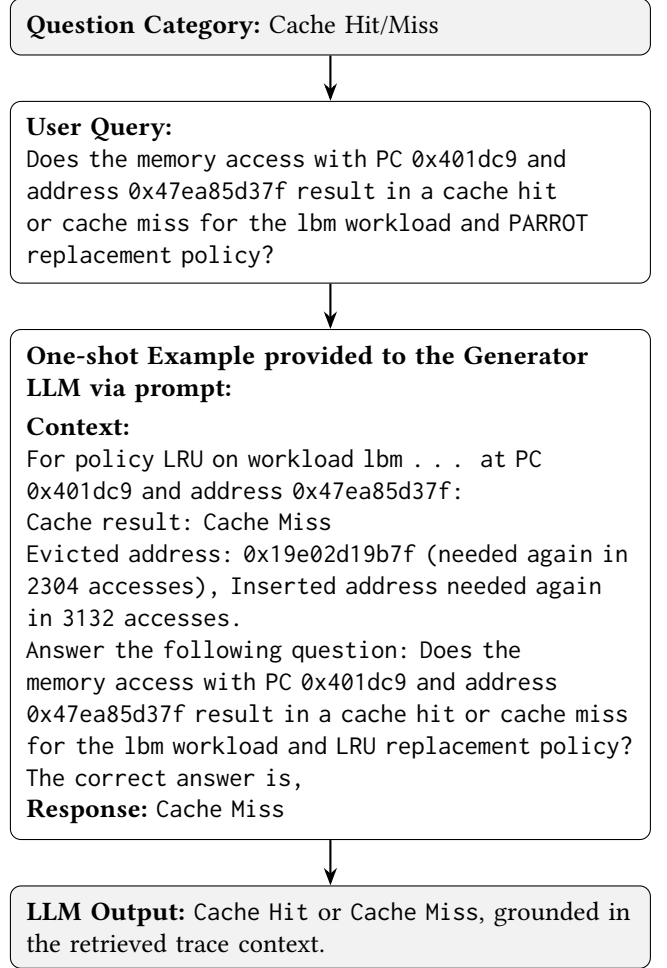 Question Category: Cache Hit/Miss
User Query:
Does the memory access with PC 0x401dc9 and
address 0x47ea85d37f result in a cache hit
or cache miss for the lbm workload and PARROT
replacement policy?
One-shot Example provided to the Generator
LLM via prompt:
Context:
For policy LRU on workload lbm . . . at PC
0x401dc9 and address 0x47ea85d37f:
Cache result: Cache Miss
Evicted address: 0x19e02d19b7f (needed again in
2304 accesses), Inserted address needed again
in 3132 accesses.
Answer the following question: Does the
memory access with PC 0x401dc9 and address
0x47ea85d37f result in a cache hit or cache miss
for the lbm workload and LRU replacement policy?
The correct answer is,
Response: Cache Miss
LLM Output: Cache Hit or Cache Miss, grounded in
the retrieved trace context.